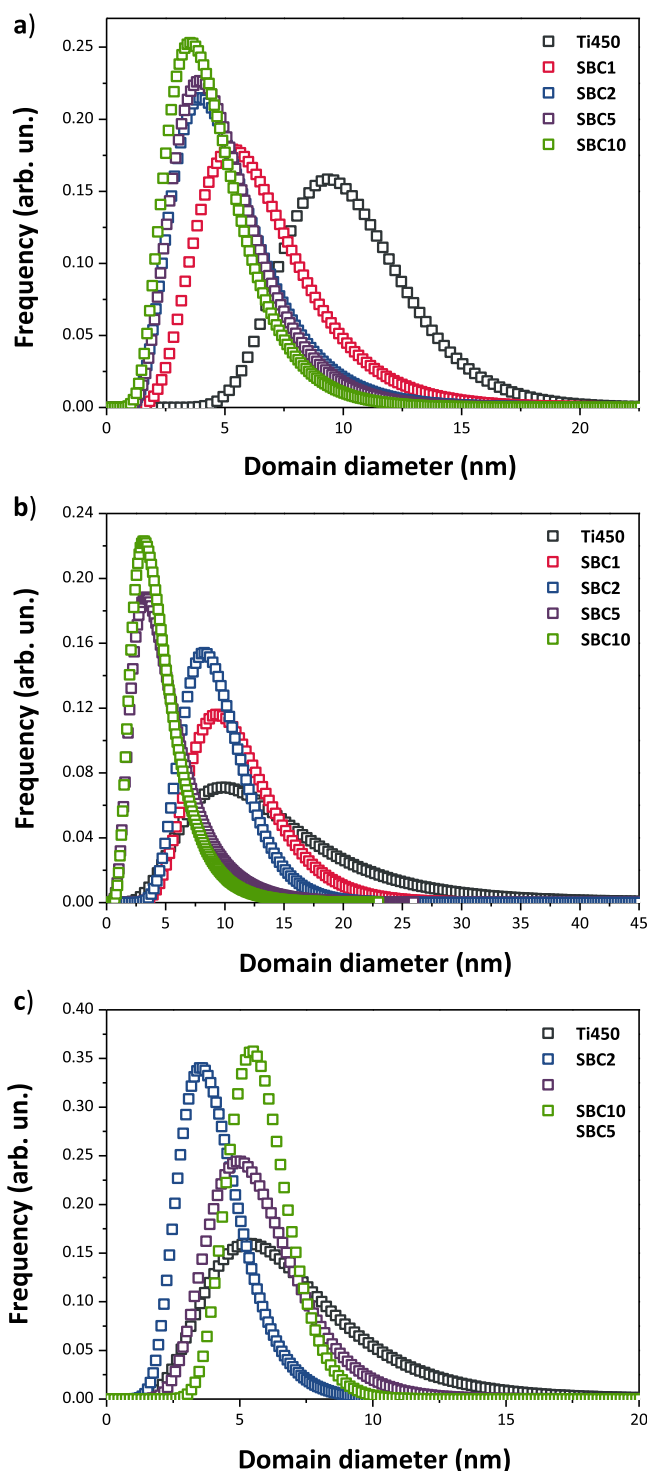 a)
Frequency (arb. un.)
0.25
0.20
0.15
0.10
0.05
0.00
0
5
10
15
20
Domain diameter (nm)
Ti450
SBC1
SBC2
SBC5
SBC10
b)
Frequency (arb. un.)
0.24
0.20
0.16
0.12
0.08
0.04
0.00
0
5
10
15
20
25
30
35
40
45
Domain diameter (nm)
Ti450
SBC1
SBC2
SBC5
SBC10
c)
Frequency (arb. un.)
0.40
0.35
0.30
0.25
0.20
0.15
0.10
0.05
0.00
0
5
10
15
20
Domain diameter (nm)
Ti450
SBC2
SBC10
SBC5